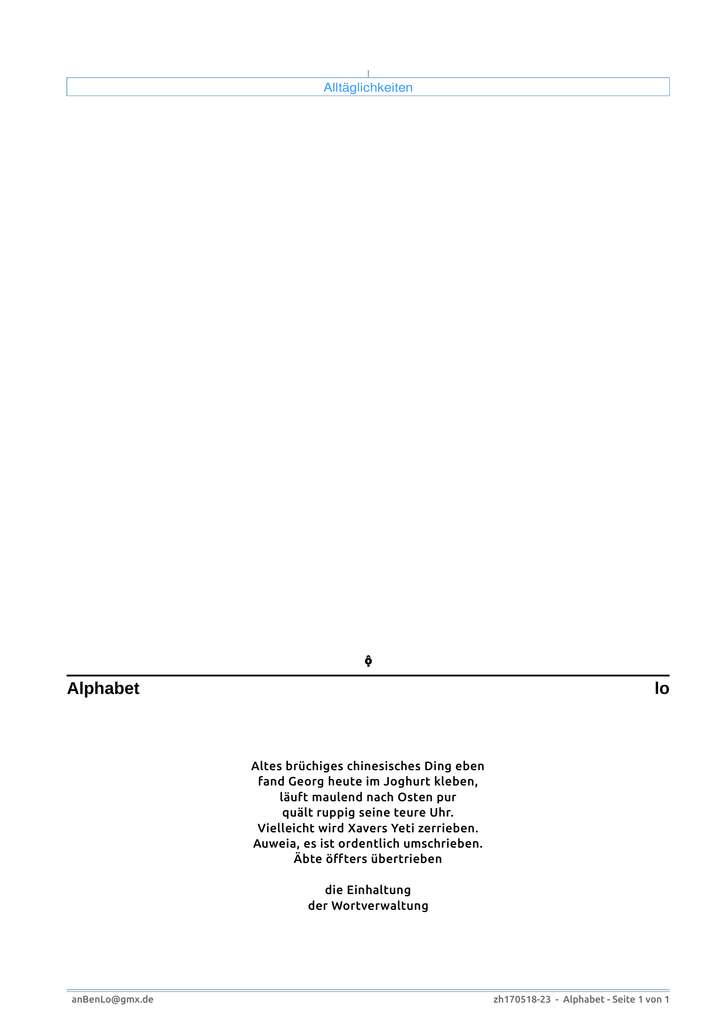 Alltäglichkeiten
Alphabet lo
Altes brüchiges chinesisches Ding eben
fand Georg heute im Joghurt kleben,
läuft maulend nach Osten pur
quält ruppig seine teure Uhr.
Vielleicht wird Xavers Yeti zerrieben.
Auweia, es ist ordentlich umschrieben.
Äbte öffters übertrieben
die Einhaltung
der Wortverwaltung
anBenLo@gmx.de zh170518-23 - Alphabet - Seite 1 von 1